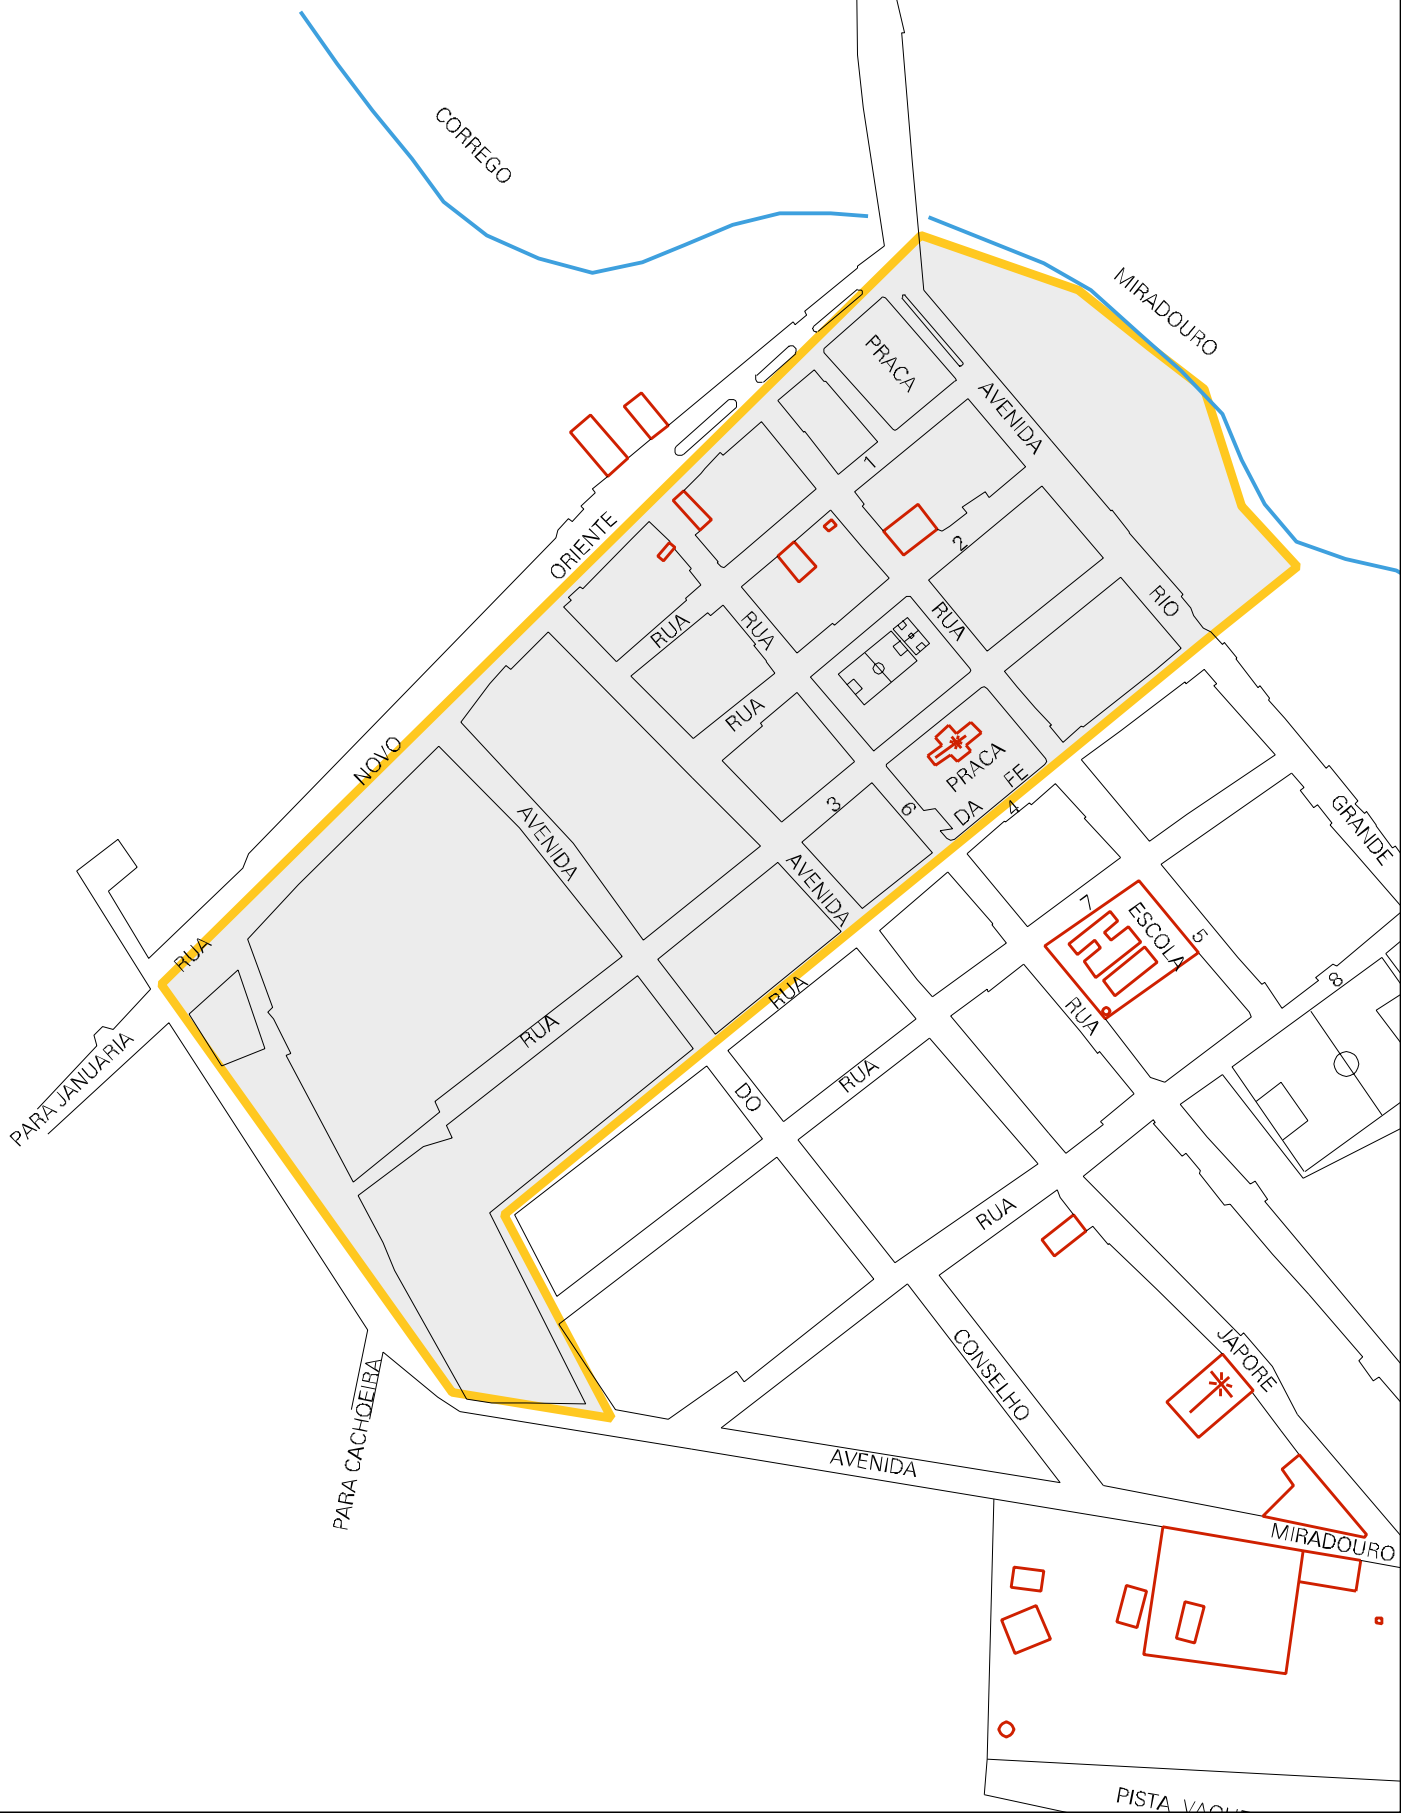 CORREGO
MIRADOURO
PRACA
AVENIDA
1
ORIENTE
2
RIO
RUA
RUA
RUA
RUA
NOVO
PRACA
DA FE
3
6
4
AVENIDA
AVENIDA
GRANDE
7
ESCOLA
5
8
RUA
RUA
RUA
RUA
PARA JANUARIA
RUA
DO
RUA
JAPORE
CONSELHO
PARA CACHOEIRA
AVENIDA
MIRADOURO
PISTA